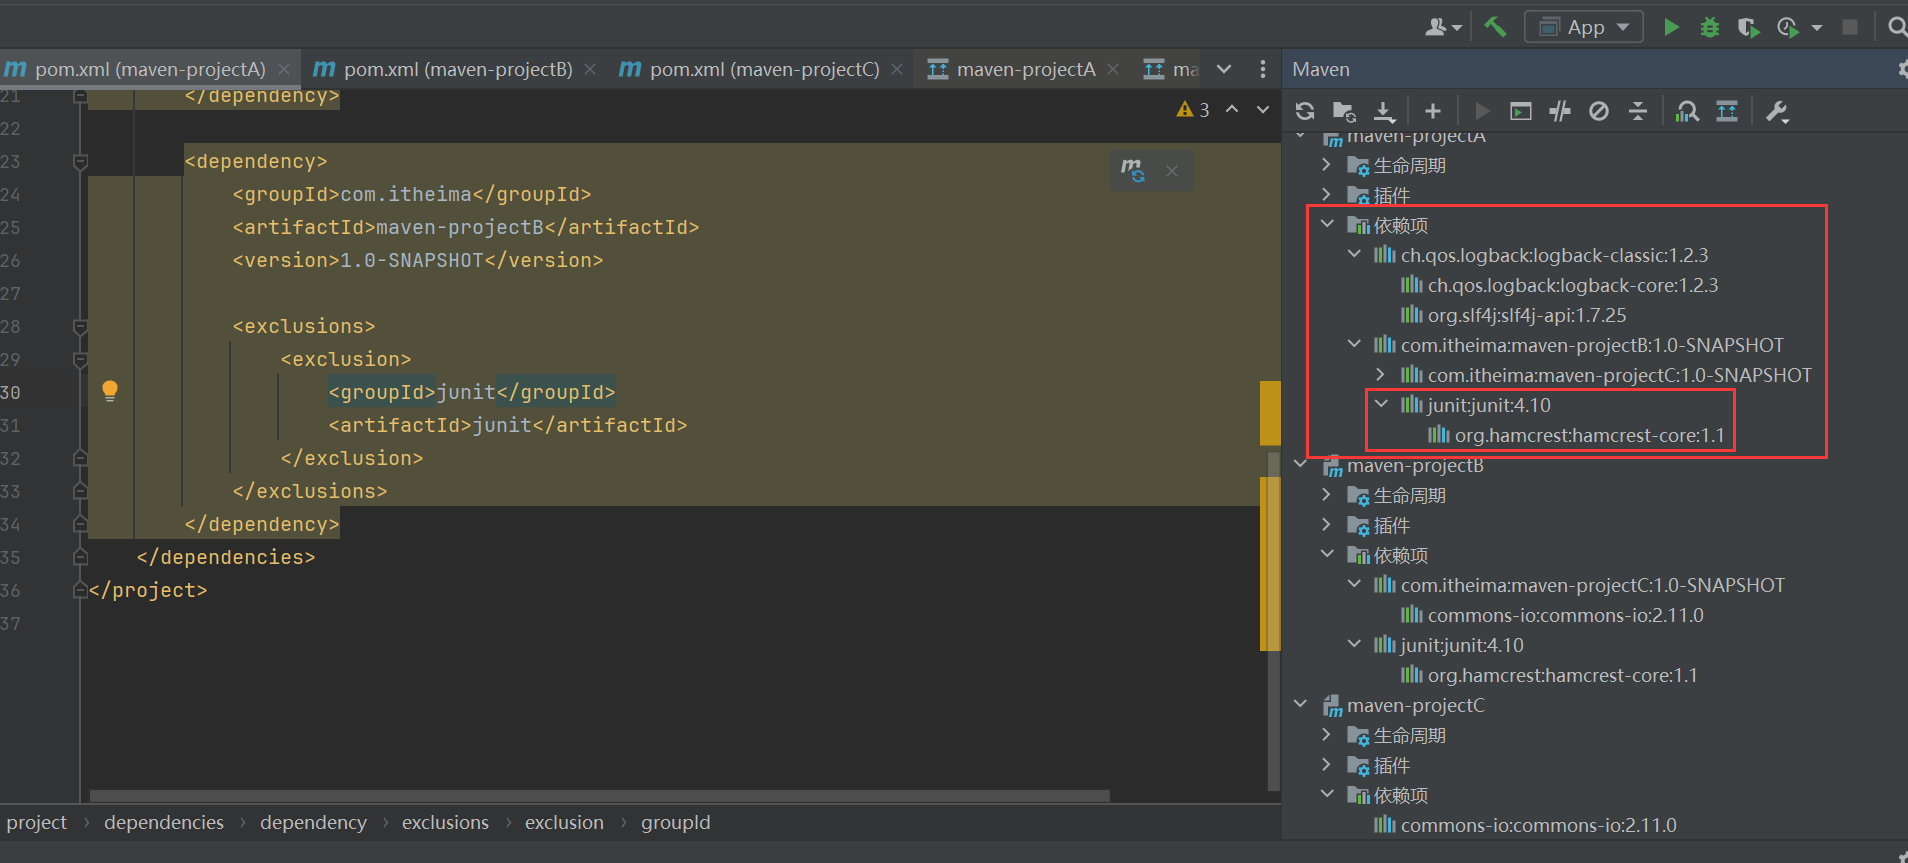 App
pom.xml (maven-projectA)
pom.xml (maven-projectB)
pom.xml (maven-projectC)
maven-projectA
ma
Maven
3
21 </dependency>
22
23 <dependency>
24 <groupId>com.itheima</groupId>
25 <artifactId>maven-projectB</artifactId>
26 <version>1.0-SNAPSHOT</version>
27
28 <exclusions>
29 <exclusion>
30 <groupId>junit</groupId>
31 <artifactId>junit</artifactId>
32 </exclusion>
33 </exclusions>
34 </dependency>
35 </dependencies>
36 </project>
37
project › dependencies › dependency › exclusions › exclusion › groupId
maven-projectA
生命周期
插件
依赖项
ch.qos.logback:logback-classic:1.2.3
ch.qos.logback:logback-core:1.2.3
org.slf4j:slf4j-api:1.7.25
com.itheima:maven-projectB:1.0-SNAPSHOT
com.itheima:maven-projectC:1.0-SNAPSHOT
junit:junit:4.10
org.hamcrest:hamcrest-core:1.1
maven-projectB
生命周期
插件
依赖项
com.itheima:maven-projectC:1.0-SNAPSHOT
commons-io:commons-io:2.11.0
junit:junit:4.10
org.hamcrest:hamcrest-core:1.1
maven-projectC
生命周期
插件
依赖项
commons-io:commons-io:2.11.0